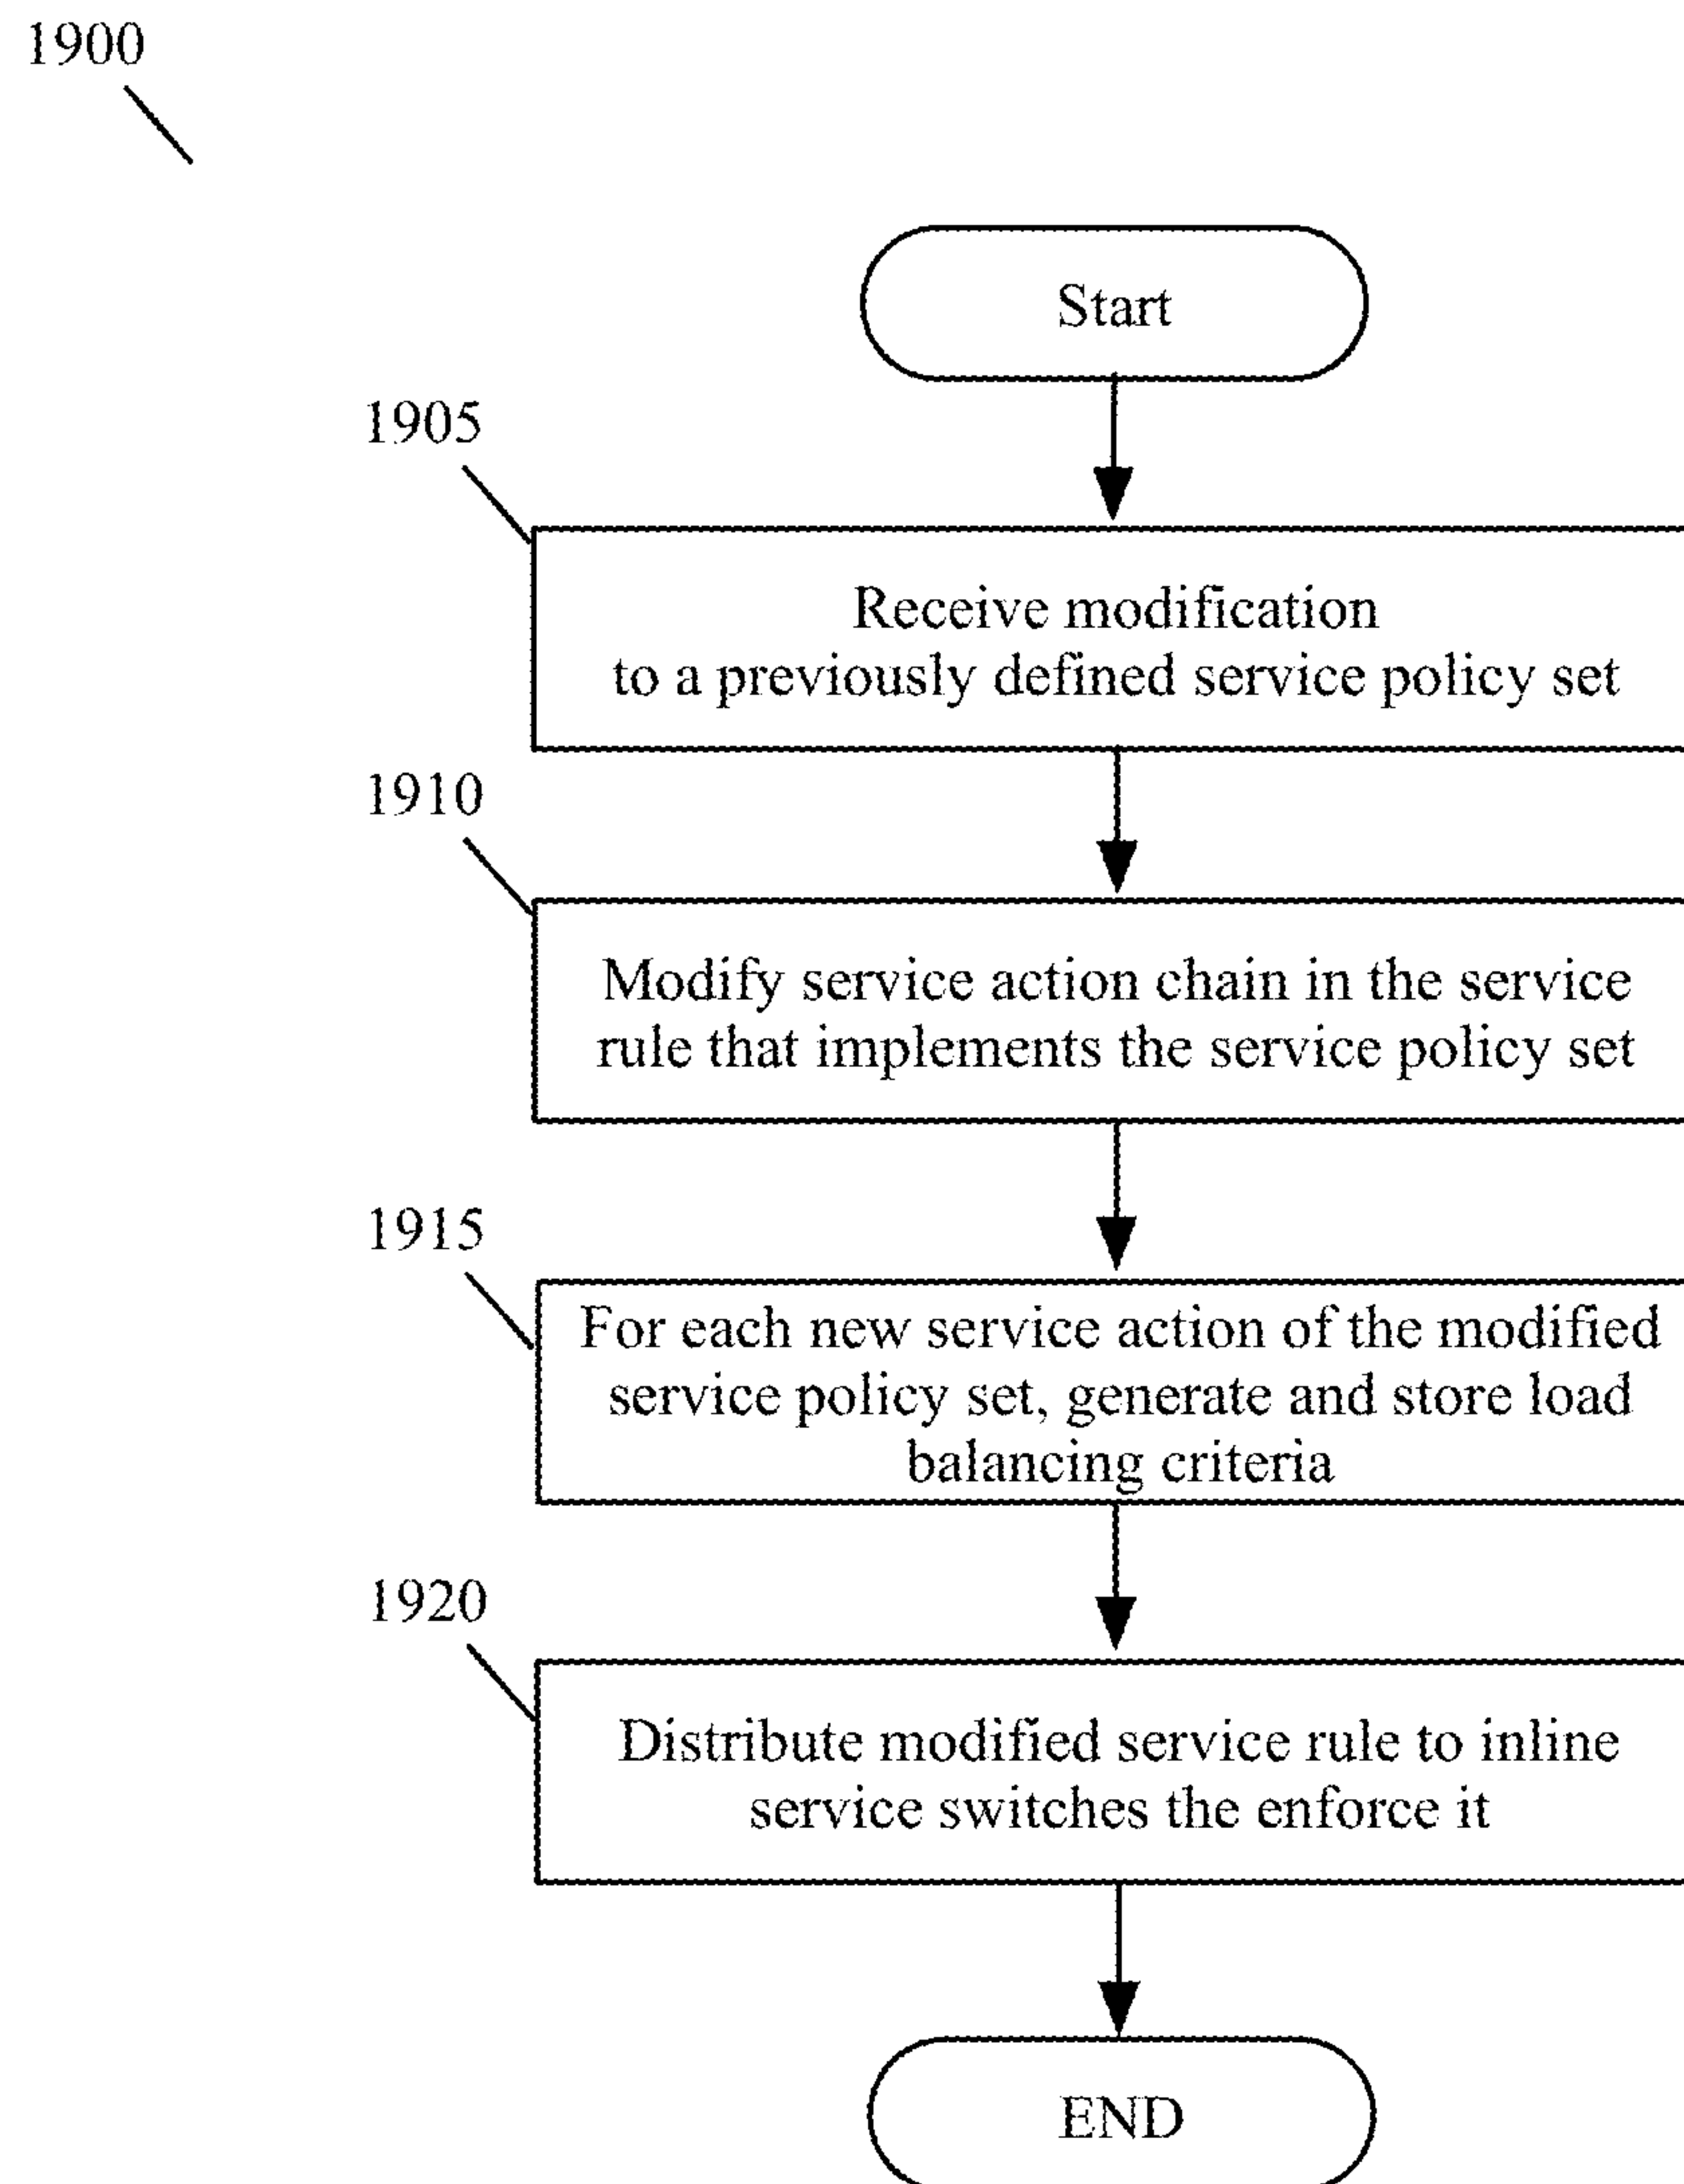 1900
Start
1905
Receive modification
to a previously defined service policy set
1910
Modify service action chain in the service
rule that implements the service policy set
1915
For each new service action of the modified
service policy set, generate and store load
balancing criteria
1920
Distribute modified service rule to inline
service switches the enforce it
END